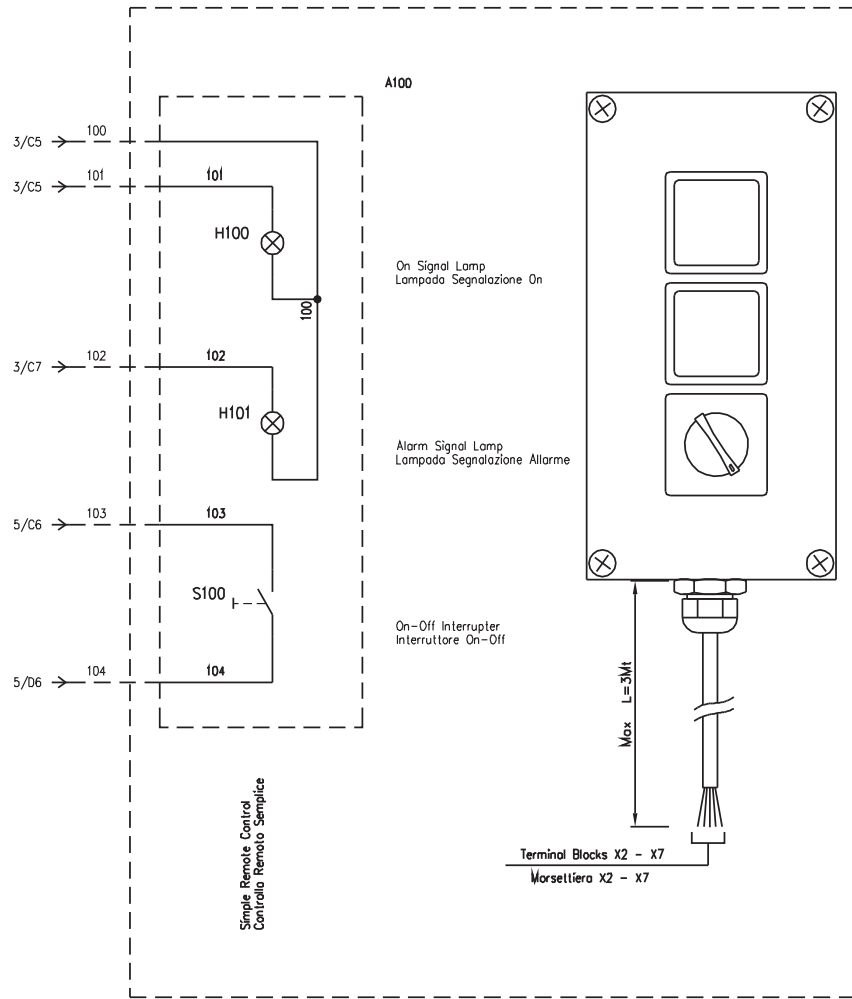 A100
3/C5
100
3/C5
101
101
H100
On Signal Lamp
Lampada Segnalazione On
100
3/C7
102
102
H101
Alarm Signal Lamp
Lampada Segnalazione Allarme
5/C6
103
103
S100
On-Off Interrupter
Interruttore On-Off
5/D6
104
104
Max L=3Mt
Simple Remote Control
Controllo Remoto Semplice
Terminal Blocks X2 - X7
Morsettiera X2 - X7